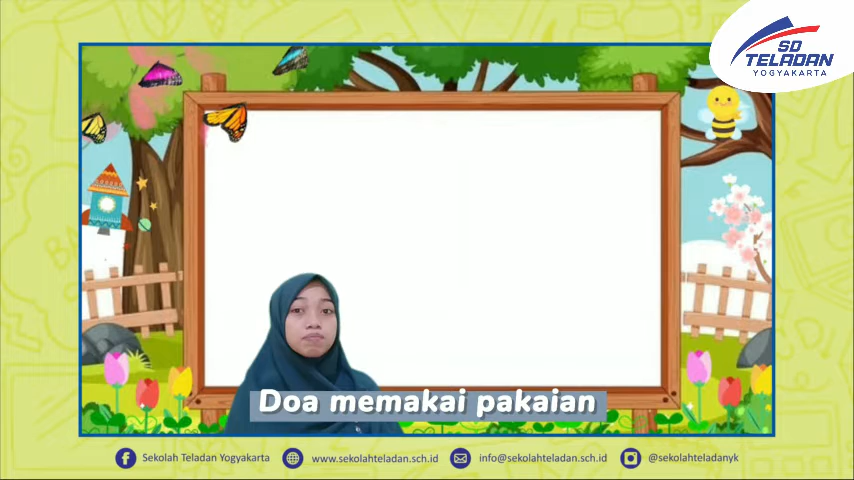 SD
TELADAN
YOGYAKARTA
Doa memakai pakaian
Sekolah Teladan Yogyakarta
www.sekolahteladan.sch.id
info@sekolahteladan.sch.id
@sekolahteladanyk